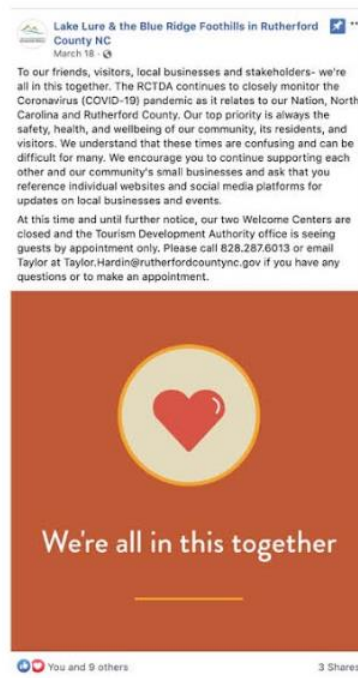 Lake Lure & the Blue Ridge Foothills in Rutherford
County NC
March 18 ·
To our friends, visitors, local businesses and stakeholders- we're
all in this together. The RCTDA continues to closely monitor the
Coronavirus (COVID-19) pandemic as it relates to our Nation, North
Carolina and Rutherford County. Our top priority is always the
safety, health, and wellbeing of our community, its residents, and
visitors. We understand that these times are confusing and can be
difficult for many. We encourage you to continue supporting each
other and our community's small businesses and ask that you
reference individual websites and social media platforms for
updates on local businesses and events.
At this time and until further notice, our two Welcome Centers are
closed and the Tourism Development Authority office is seeing
guests by appointment only. Please call 828.287.6013 or email
Taylor at Taylor.Hardin@rutherfordcountync.gov if you have any
questions or to make an appointment.
We're all in this together
You and 9 others
3 Shares